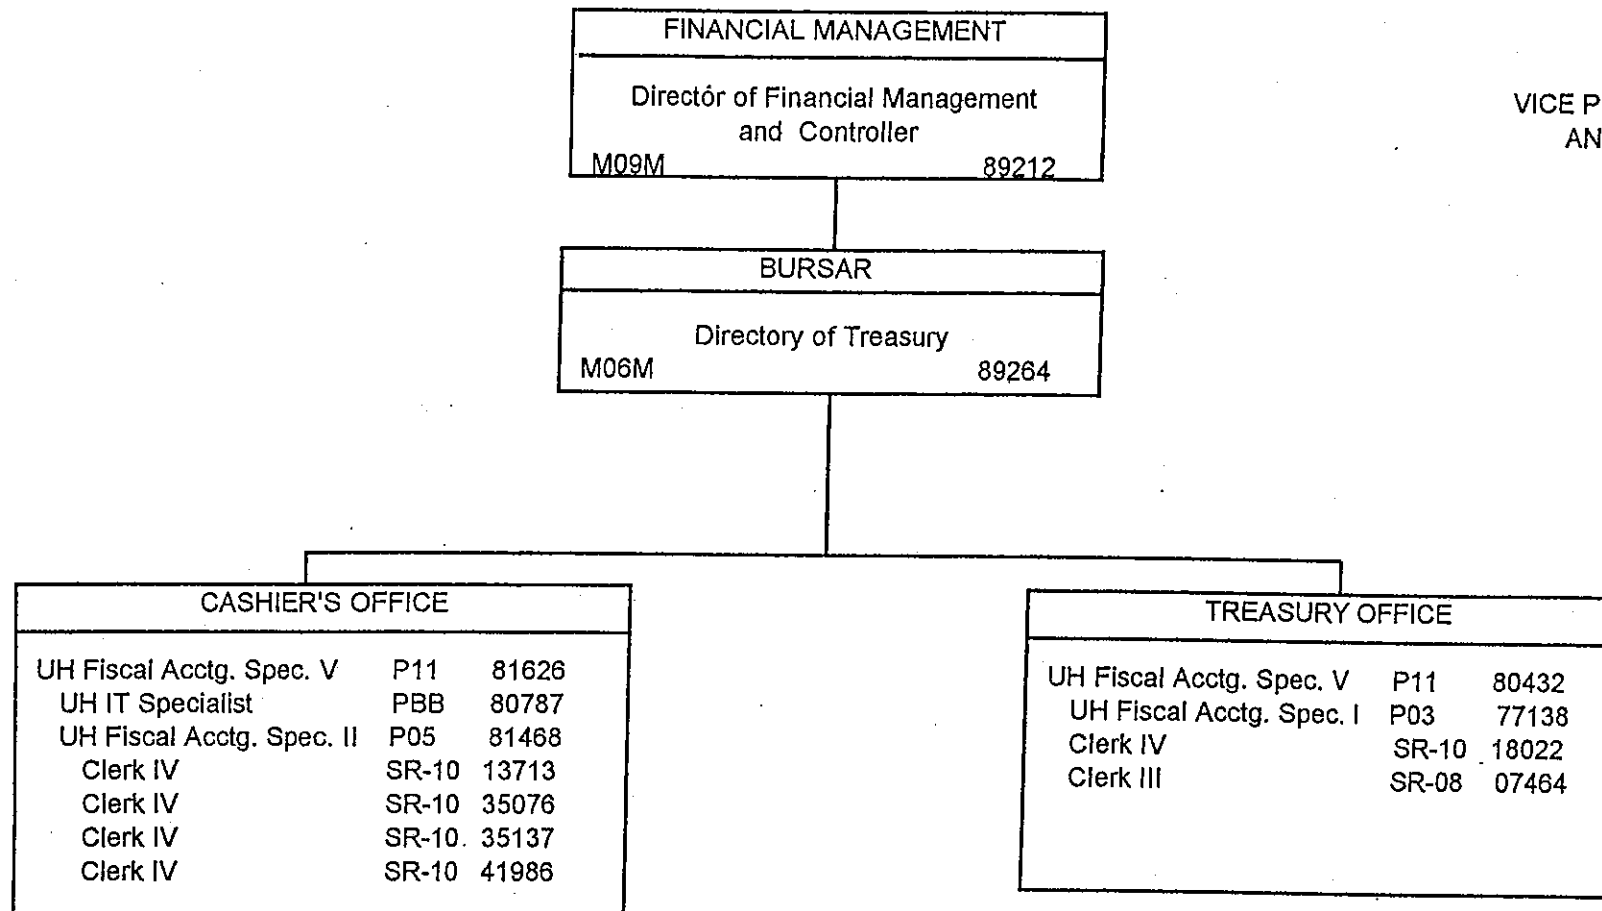 FINANCIAL MANAGEMENT
Directór of Financial Management
and Controller
M09M 89212
VICE P
AN
BURSAR
Directory of Treasury
M06M 89264
CASHIER'S OFFICE
UH Fiscal Acctg. Spec. V P11 81626
UH IT Specialist PBB 80787
UH Fiscal Acctg. Spec. II P05 81468
Clerk IV SR-10 13713
Clerk IV SR-10 35076
Clerk IV SR-10. 35137
Clerk IV SR-10 41986
TREASURY OFFICE
UH Fiscal Acctg. Spec. V P11 80432
UH Fiscal Acctg. Spec. I P03 77138
Clerk IV SR-10 18022
Clerk III SR-08 07464